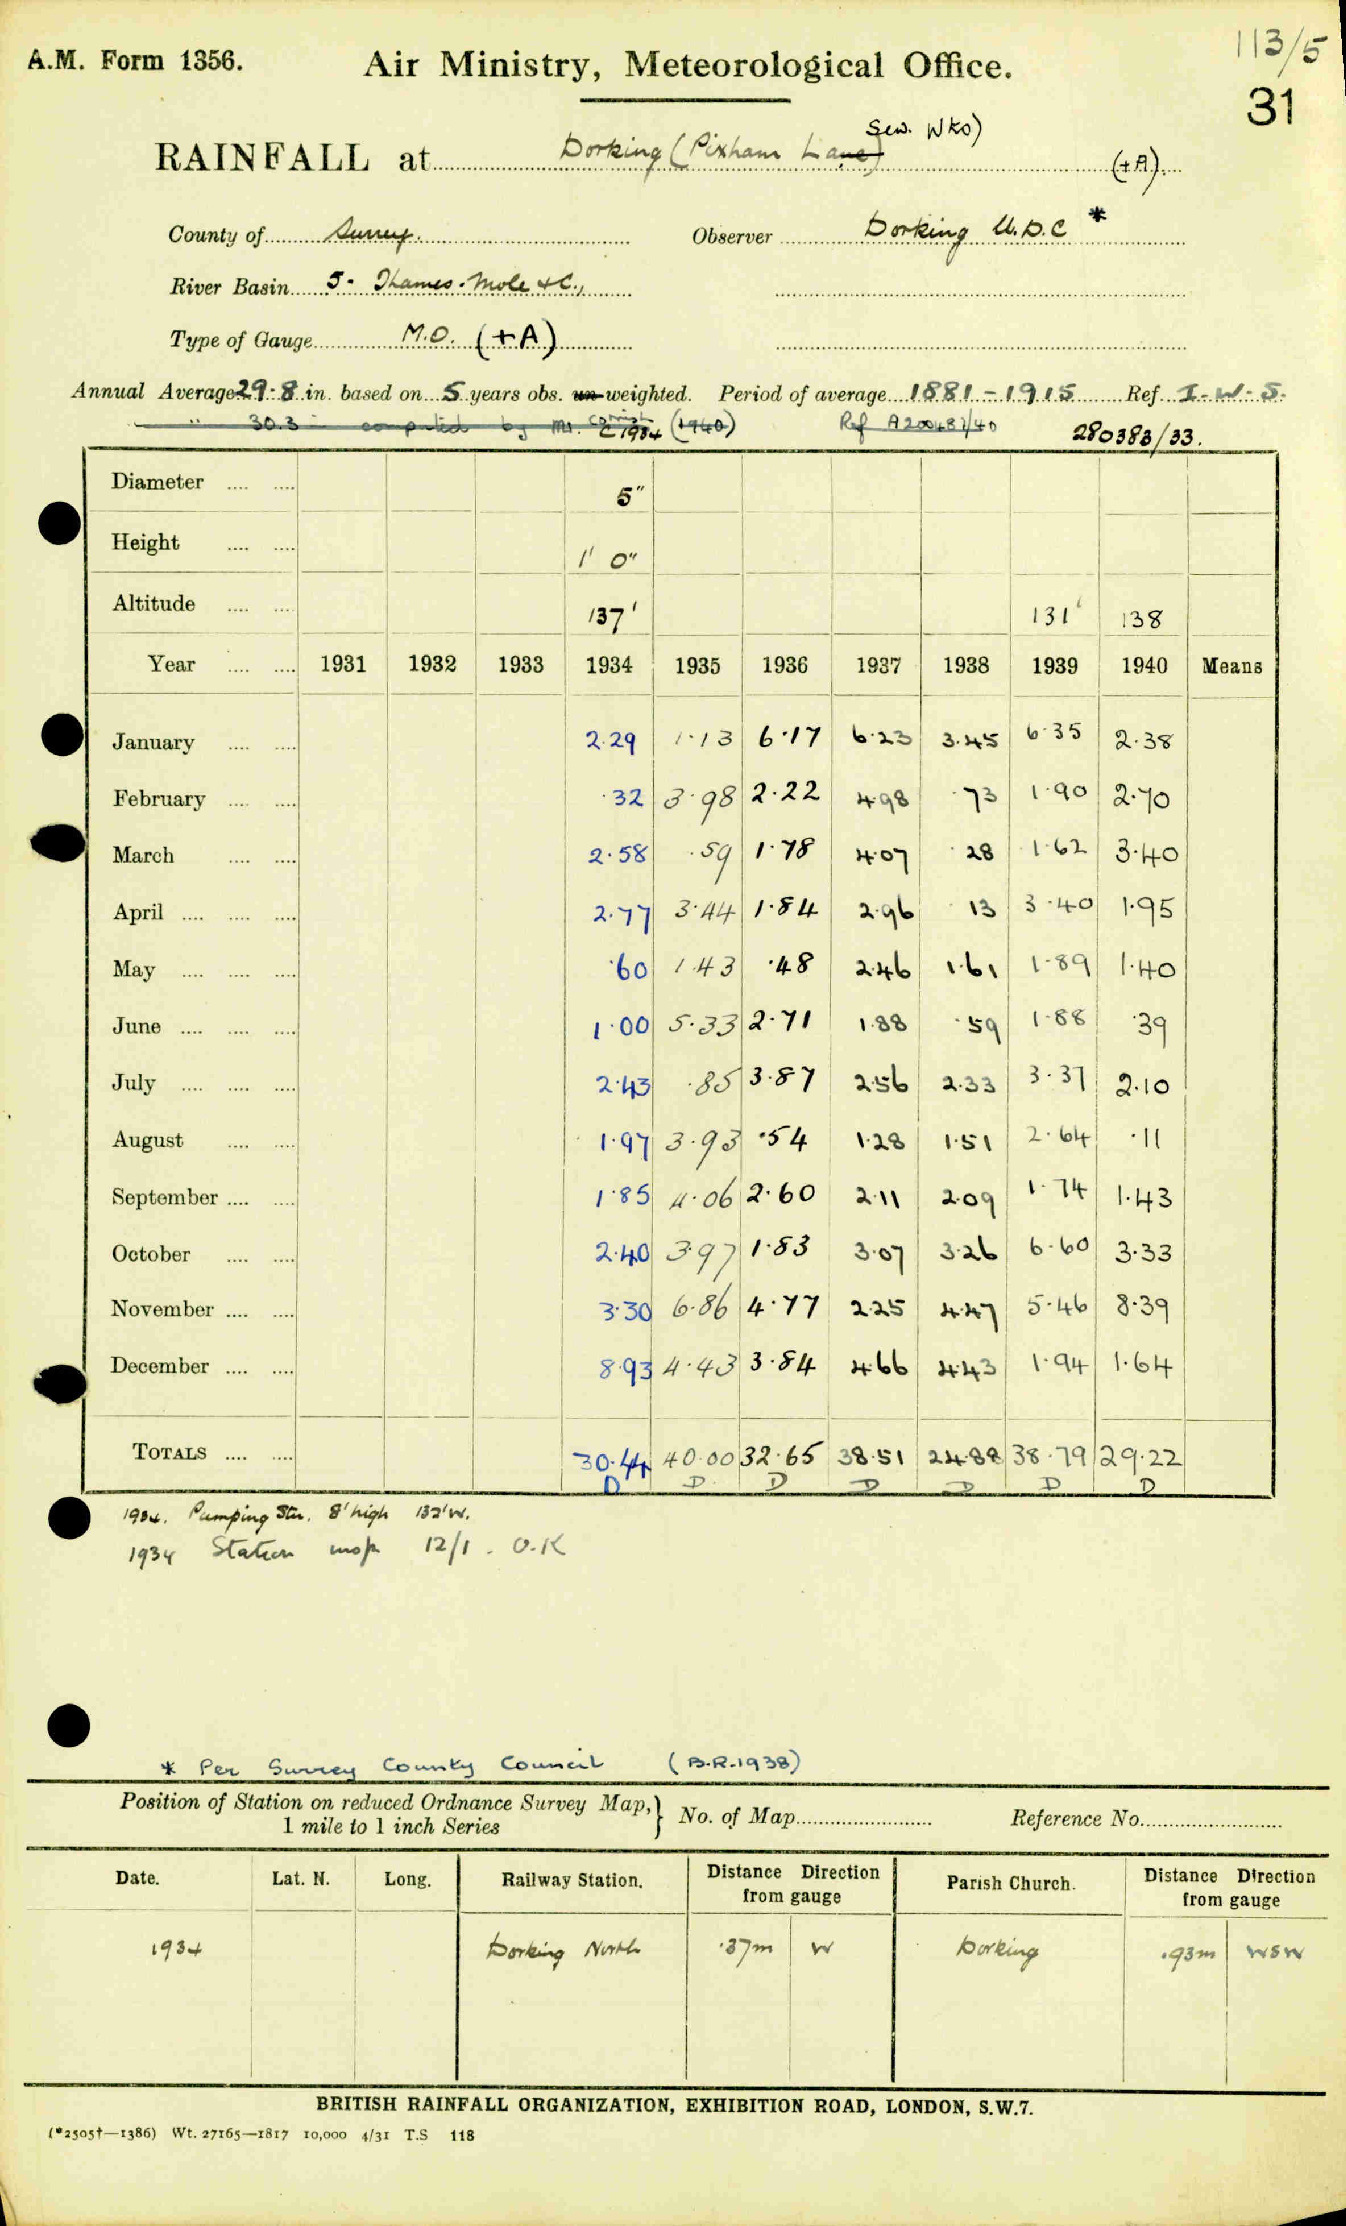 113/5
A.M. Form 1356. Air Ministry, Meteorological Office.
31
RAINFALL at Dorking (Pixham Lane) Sew. Wks) (+A).
County of Surrey. Observer Dorking U.D.C *
River Basin 5. Thames. Mole &c.,
Type of Gauge M.O. (+A)
Annual Average 29.8 in. based on 5 years obs. un-weighted. Period of average 1881-1915 Ref. I.W.S.
" 30.3 computed by Mr. C 1934 (1940) Ref A200487/40 280383/33.
Diameter .... .... 5"
Height .... .... 1' 0"
Altitude .... .... 137' 131' 138
Year .... .... 1931 1932 1933 1934 1935 1936 1937 1938 1939 1940 Means
January .... .... 2.29 1.13 6.17 6.23 3.45 6.35 2.38
February .... .... .32 3.98 2.22 4.98 .73 1.90 2.70
March .... .... 2.58 .59 1.78 4.07 .28 1.62 3.40
April .... .... .... 2.77 3.44 1.84 2.96 .13 3.40 1.95
May .... .... .... .60 1.43 .48 2.46 1.61 1.89 1.40
June .... .... .... 1.00 5.33 2.71 1.88 .59 1.88 .39
July .... .... .... 2.43 .85 3.87 2.56 2.33 3.37 2.10
August .... .... 1.97 3.93 .54 1.28 1.51 2.64 .11
September .... .... 1.85 4.06 2.60 2.11 2.09 1.74 1.43
October .... .... 2.40 3.97 1.83 3.07 3.26 6.60 3.33
November .... .... 3.30 6.86 4.77 2.25 4.47 5.46 8.39
December .... .... 8.93 4.43 3.84 4.66 4.43 1.94 1.64
TOTALS .... .... 30.44 40.00 32.65 38.51 24.88 38.79 29.22
D D D D D D D
1934. Pumping Stn. 8' high 132' W.
1934 Station insp 12/1. O.K
* Per Surrey County Council (B.R.1938)
Position of Station on reduced Ordnance Survey Map,} No. of Map.......... Reference No..........
1 mile to 1 inch Series
Date. Lat. N. Long. Railway Station. Distance Direction from gauge Parish Church. Distance Direction from gauge
1934 Dorking North .37m W Dorking .93m WSW
BRITISH RAINFALL ORGANIZATION, EXHIBITION ROAD, LONDON, S.W.7.
(*2505†—1386) Wt. 27165—1817 10,000 4/31 T.S 118